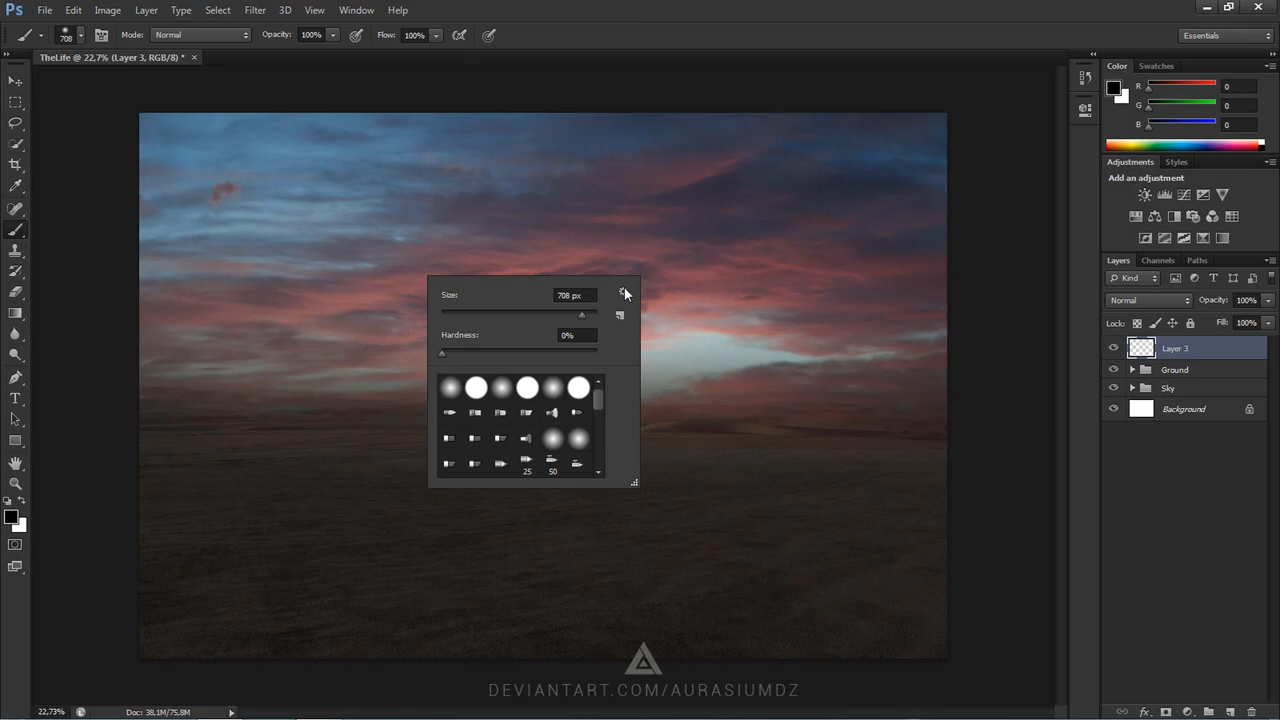 Ps File Edit Image Layer Type Select Filter 3D View Window Help
708 Mode: Normal Opacity: 100% Flow: 100% Essentials
TheLife @ 22,7% (Layer 3, RGB/8) * ×
Color Swatches
R 0
G 0
B 0
Adjustments Styles
Add an adjustment
Layers Channels Paths
Kind
Normal Opacity: 100%
Lock: Fill: 100%
Layer 3
Ground
Sky
Background
Size: 708 px
Hardness: 0%
25 50
DEVIANTART.COM/AURASIUMDZ
22,73% Doc: 38,1M/75,8M